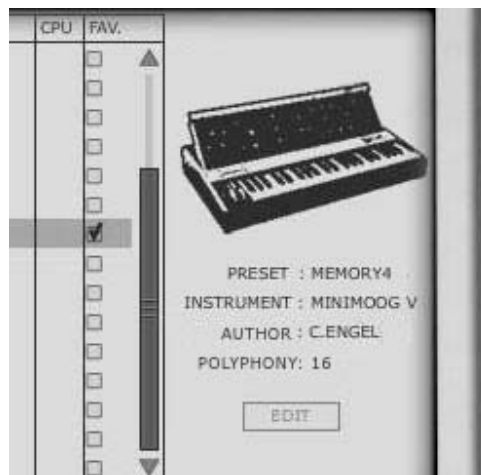 CPU FAV.
PRESET : MEMORY4
INSTRUMENT : MINIMOOG V
AUTHOR : C.ENGEL
POLYPHONY: 16
EDIT